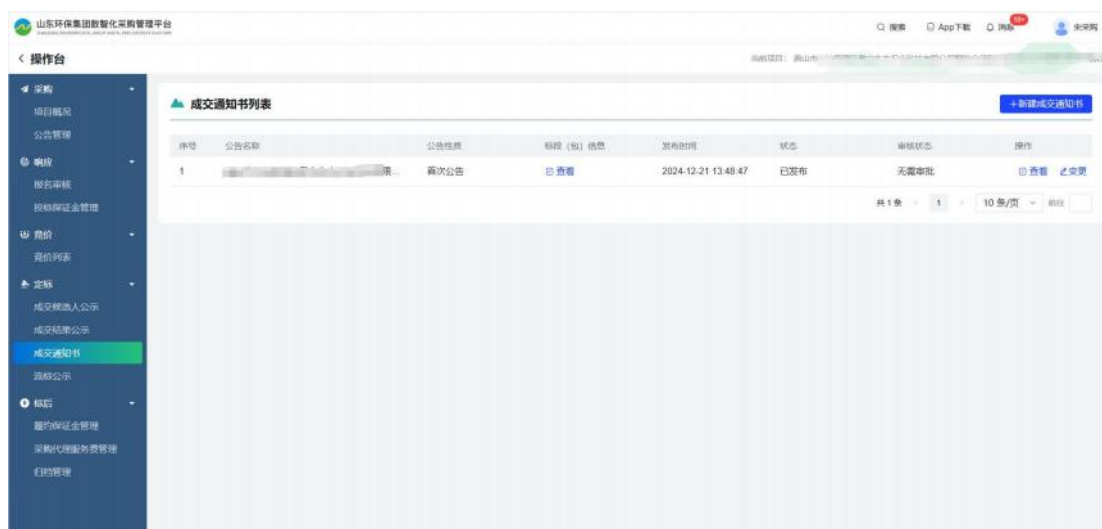 山东环保集团数智化采购管理平台
搜索 App下载 消息 10+
操作台
当前项目：
采购
项目概况
公告管理
响应
报名审核
投标保证金管理
竞价
竞价列表
定标
成交候选人公示
成交结果公示
成交通知书
流标公示
标后
履约保证金管理
采购代理服务费管理
归档管理
成交通知书列表
+新建成交通知书
序号 公告名称 公告性质 标段（包）信息 发布时间 状态 审核状态 操作
1 首次公告 查看 2024-12-21 13:48:47 已发布 无需审批 查看 变更
共1条 1 10条/页 前往